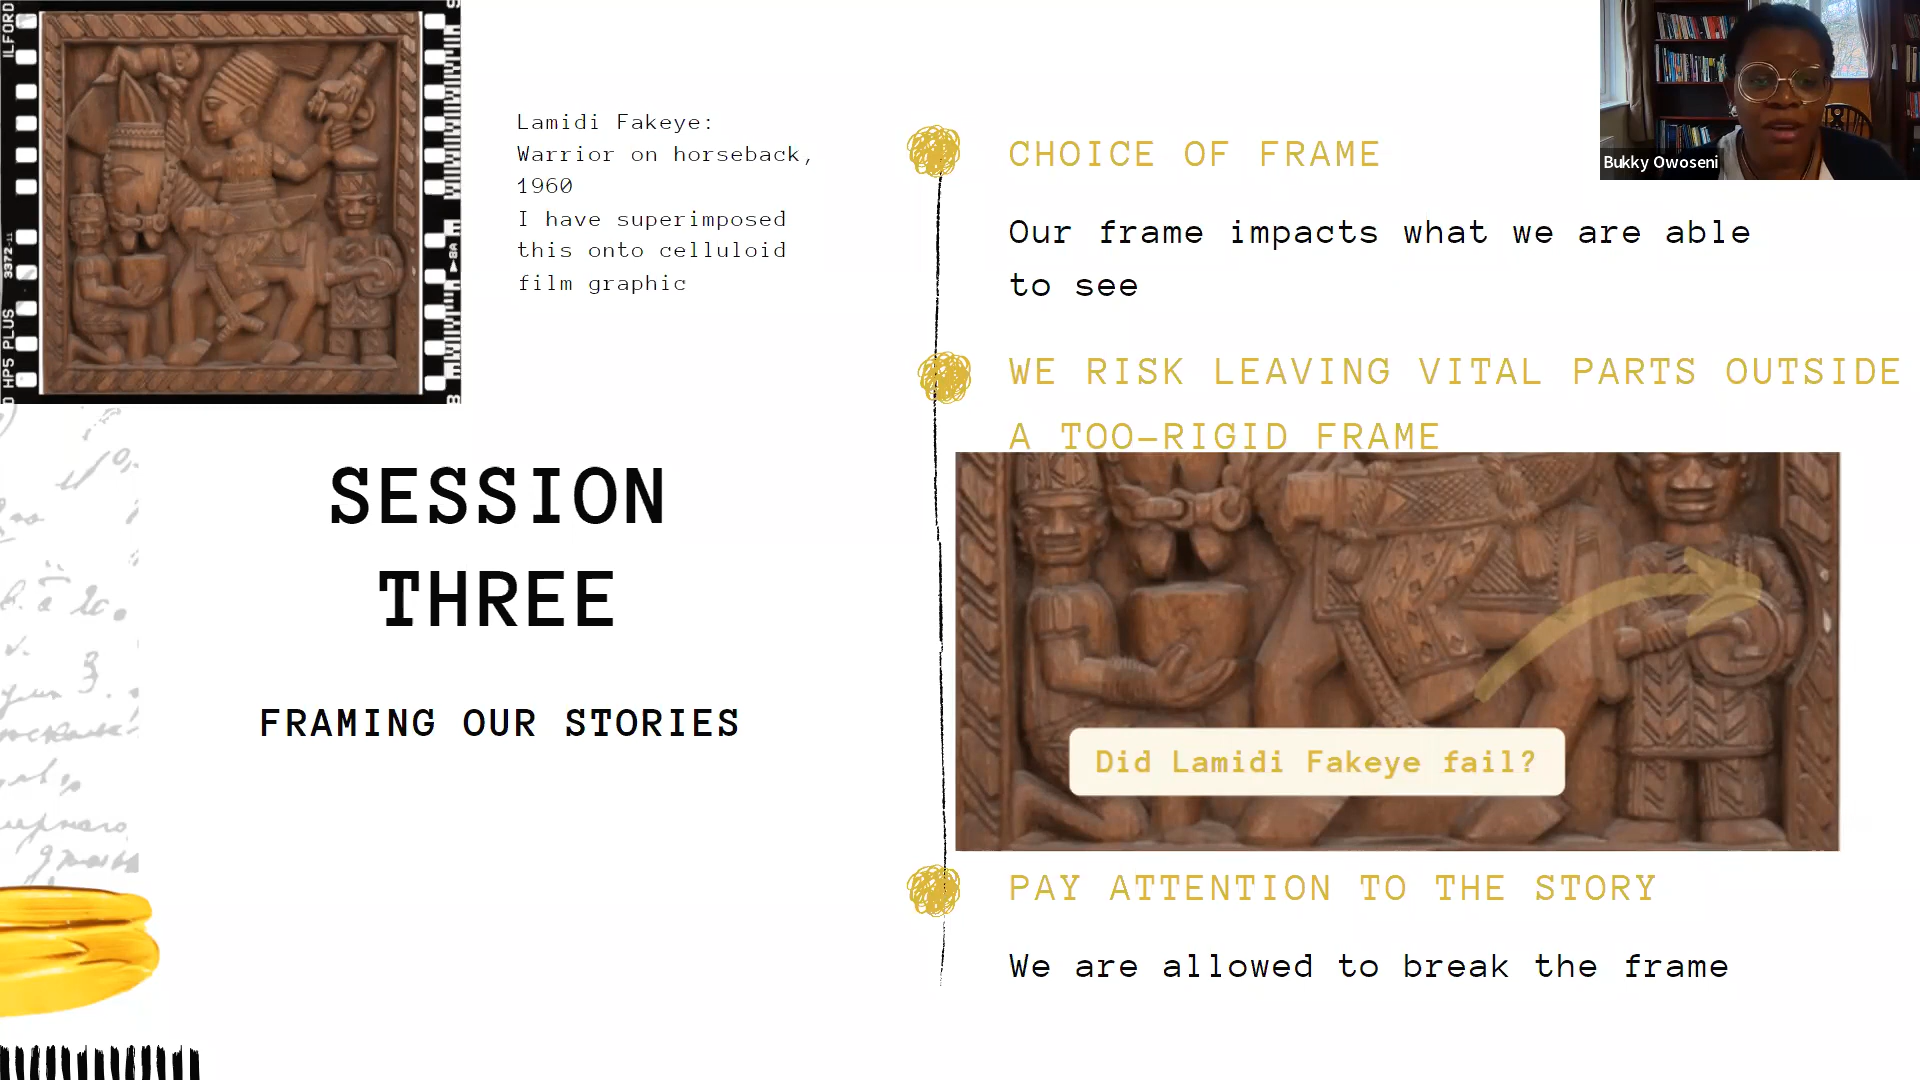 ILFORD
3372-11
HP5 PLUS
Lamidi Fakeye:
Warrior on horseback,
1960
I have superimposed
this onto celluloid
film graphic
SESSION
THREE
FRAMING OUR STORIES
CHOICE OF FRAME
Our frame impacts what we are able
to see
WE RISK LEAVING VITAL PARTS OUTSIDE
A TOO-RIGID FRAME
Did Lamidi Fakeye fail?
PAY ATTENTION TO THE STORY
We are allowed to break the frame
Bukky Owoseni